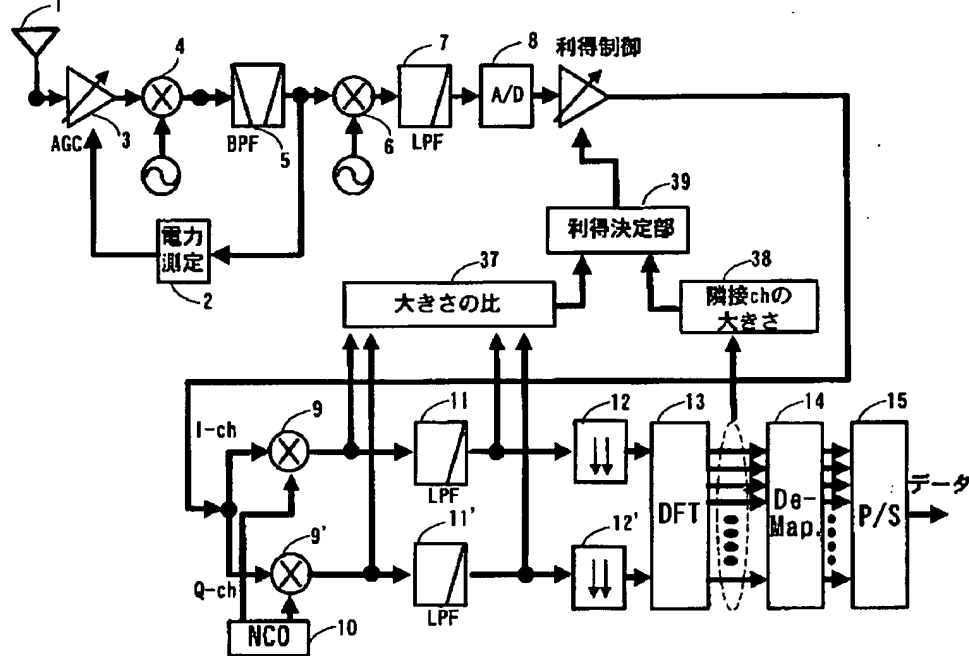 1
4
7
8
利得制御
A/D
3
AGC
BPF
5
6
LPF
39
電力
測定
利得決定部
2
37
38
大きさの比
隣接chの
大きさ
9
11
12
13
14
15
I-ch
LPF
データ
9'
11'
12'
DFT
De-
Map.
P/S
Q-ch
LPF
NCO
10